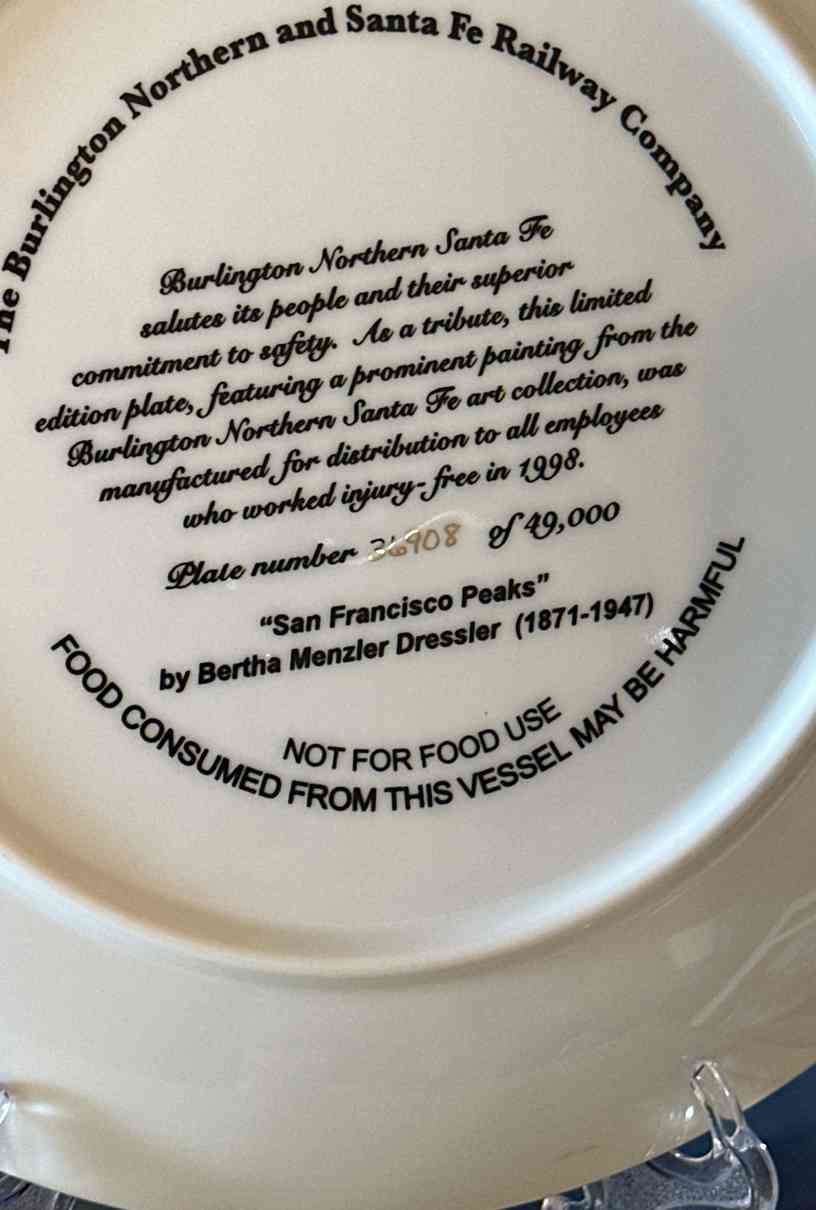 The Burlington Northern and Santa Fe Railway Company
Burlington Northern Santa Fe
salutes its people and their superior
commitment to safety. As a tribute, this limited
edition plate, featuring a prominent painting from the
Burlington Northern Santa Fe art collection, was
manufactured for distribution to all employees
who worked injury-free in 1998.
Plate number 36908 of 49,000
"San Francisco Peaks"
by Bertha Menzler Dressler (1871-1947)
NOT FOR FOOD USE
FOOD CONSUMED FROM THIS VESSEL MAY BE HARMFUL